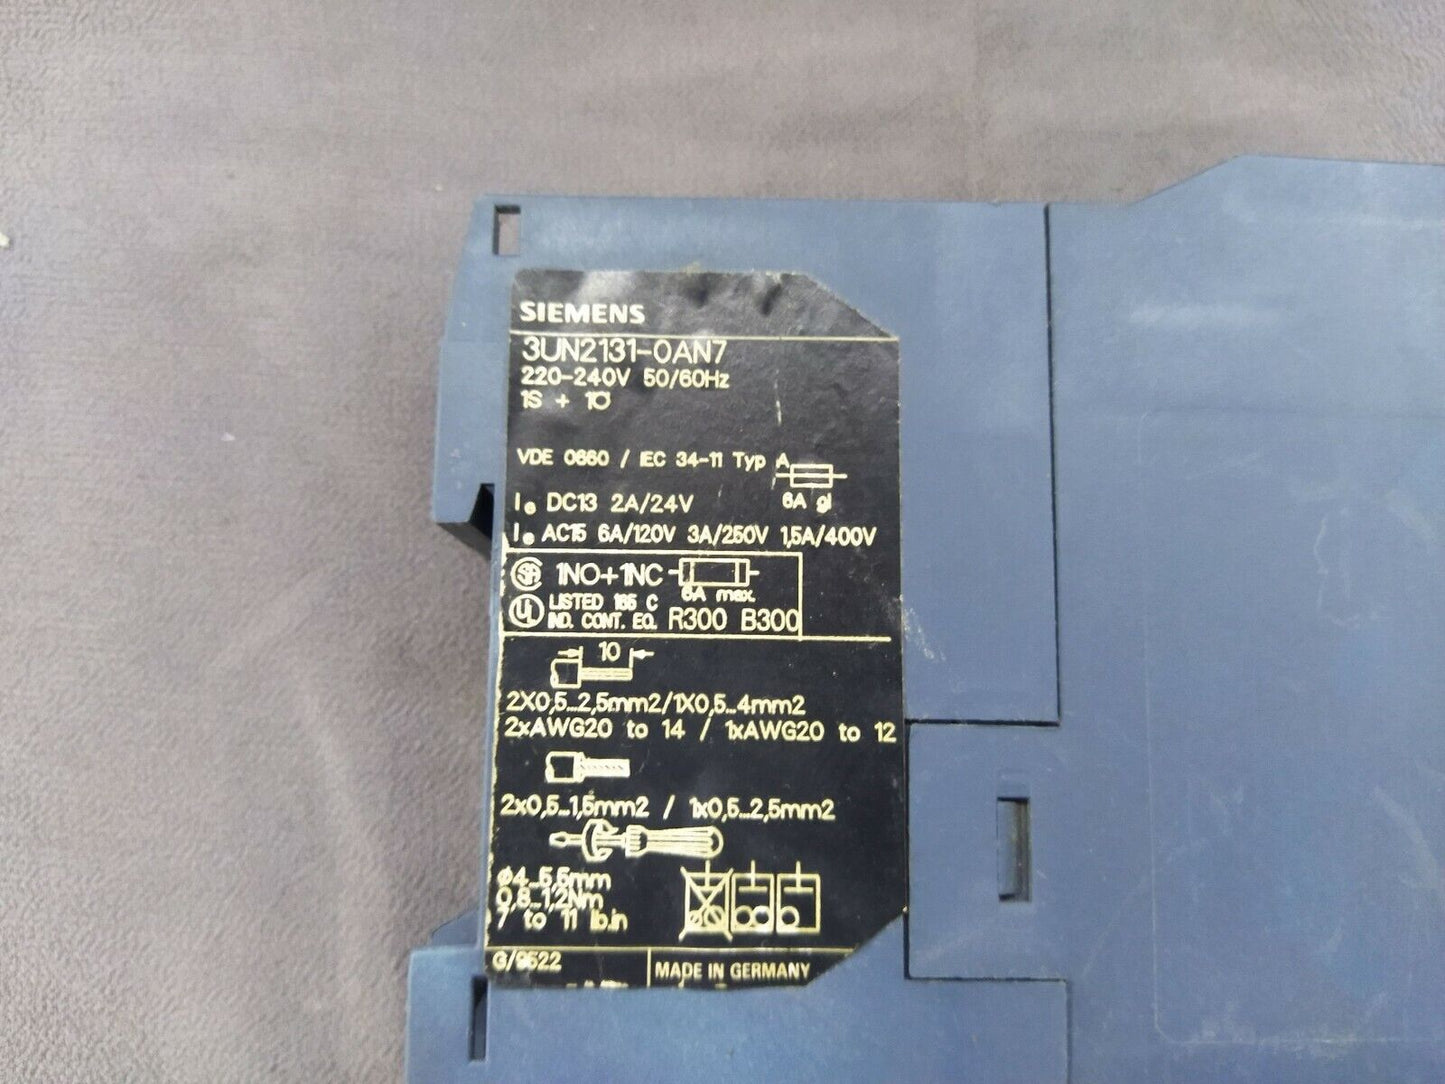 SIEMENS
3UN2131-0AN7
220-240V 50/60Hz
1S + 1Ö
VDE 0660 / IEC 34-11 Typ A
6A gl
Ie DC13 2A/24V
Ie AC15 6A/120V 3A/250V 1,5A/400V
SA 1NO+1NC
6A max.
UL LISTED 165 C
IND. CONT. EQ. R300 B300
10
2X0,5...2,5mm2/1X0,5...4mm2
2xAWG20 to 14 / 1xAWG20 to 12
2x0,5...1,5mm2 / 1x0,5...2,5mm2
ø4...5,5mm
0,8...1,2Nm
7 to 11 lb.in
G/9522
MADE IN GERMANY